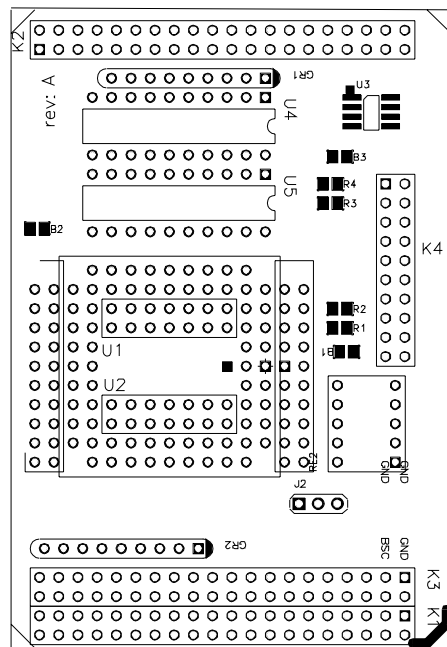 K2
GR1
U3
rev: A
U4
B3
U5
R4
R3
B2
K4
R2
R1
U1
B1
U2
RE2
GND
GND
J2
GR2
BSC
GND
K3
K1